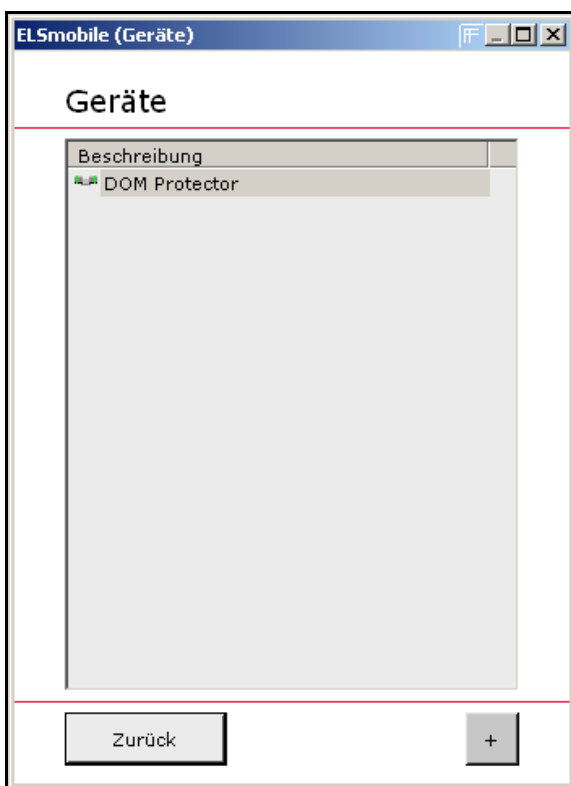 ELSmobile (Geräte)
Geräte
Beschreibung
DOM Protector
Zurück
+